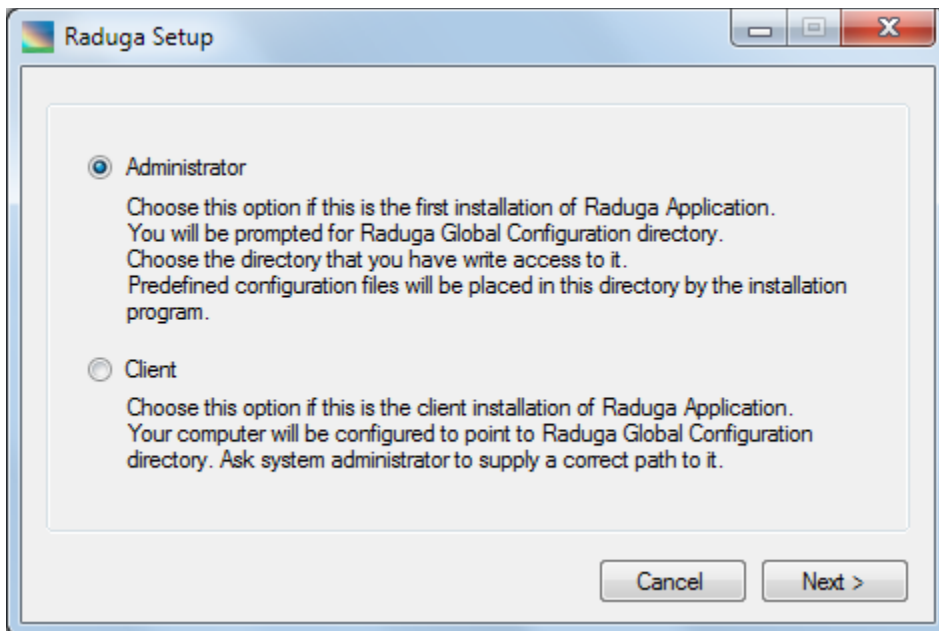 Raduga Setup
Administrator
Choose this option if this is the first installation of Raduga Application.
You will be prompted for Raduga Global Configuration directory.
Choose the directory that you have write access to it.
Predefined configuration files will be placed in this directory by the installation
program.
Client
Choose this option if this is the client installation of Raduga Application.
Your computer will be configured to point to Raduga Global Configuration
directory. Ask system administrator to supply a correct path to it.
Cancel
Next >